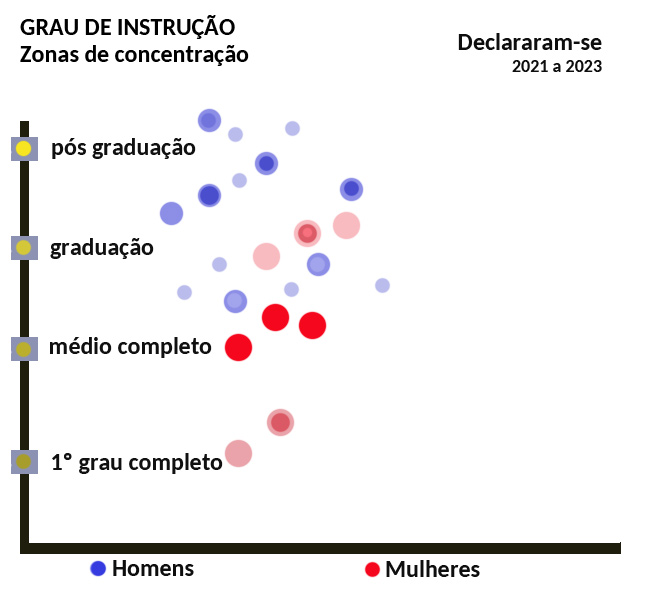 GRAU DE INSTRUÇÃO
Zonas de concentração
Declararam-se
2021 a 2023
pós graduação
graduação
médio completo
1º grau completo
Homens
Mulheres